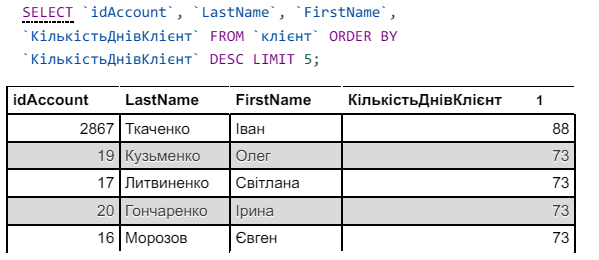 SELECT `idAccount`, `LastName`, `FirstName`,
`КількістьДнівКлієнт` FROM `клієнт` ORDER BY
`КількістьДнівКлієнт` DESC LIMIT 5;
idAccount LastName FirstName КількістьДнівКлієнт 1
2867 Ткаченко Іван 88
19 Кузьменко Олег 73
17 Литвиненко Світлана 73
20 Гончаренко Ірина 73
16 Морозов Євген 73